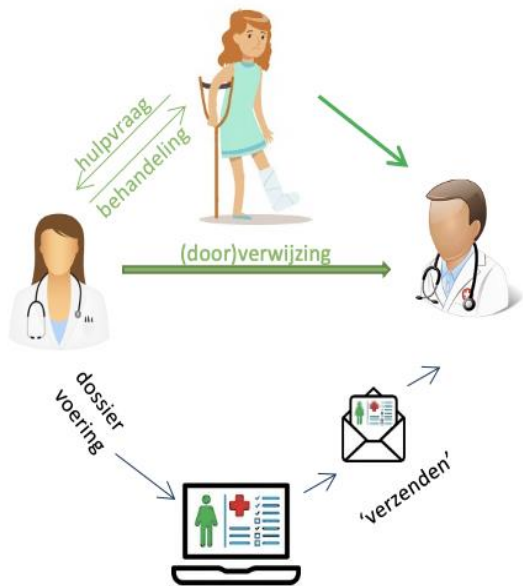 hulpvraag
behandeling
(door)verwijzing
dossier
voering
'verzenden'